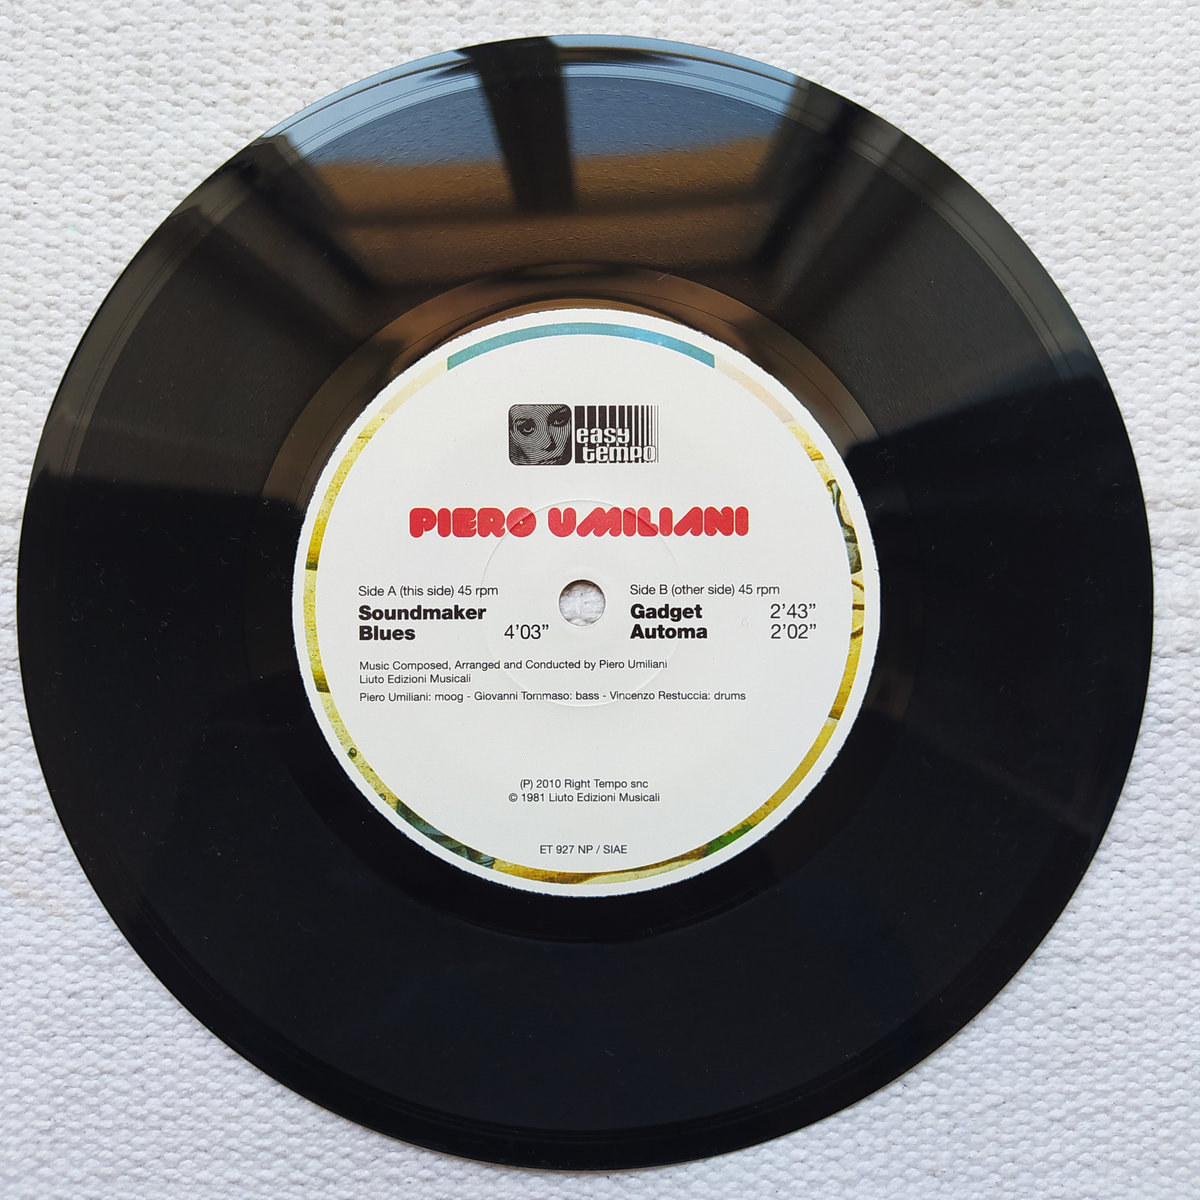 easy
tempo
PIERO UMILIANI
Side A (this side) 45 rpm
Soundmaker
Blues 4'03”
Side B (other side) 45 rpm
Gadget 2'43”
Automa 2'02”
Music Composed, Arranged and Conducted by Piero Umiliani
Liuto Edizioni Musicali
Piero Umiliani: moog - Giovanni Tommaso: bass - Vincenzo Restuccia: drums
(P) 2010 Right Tempo snc
© 1981 Liuto Edizioni Musicali
ET 927 NP / SIAE